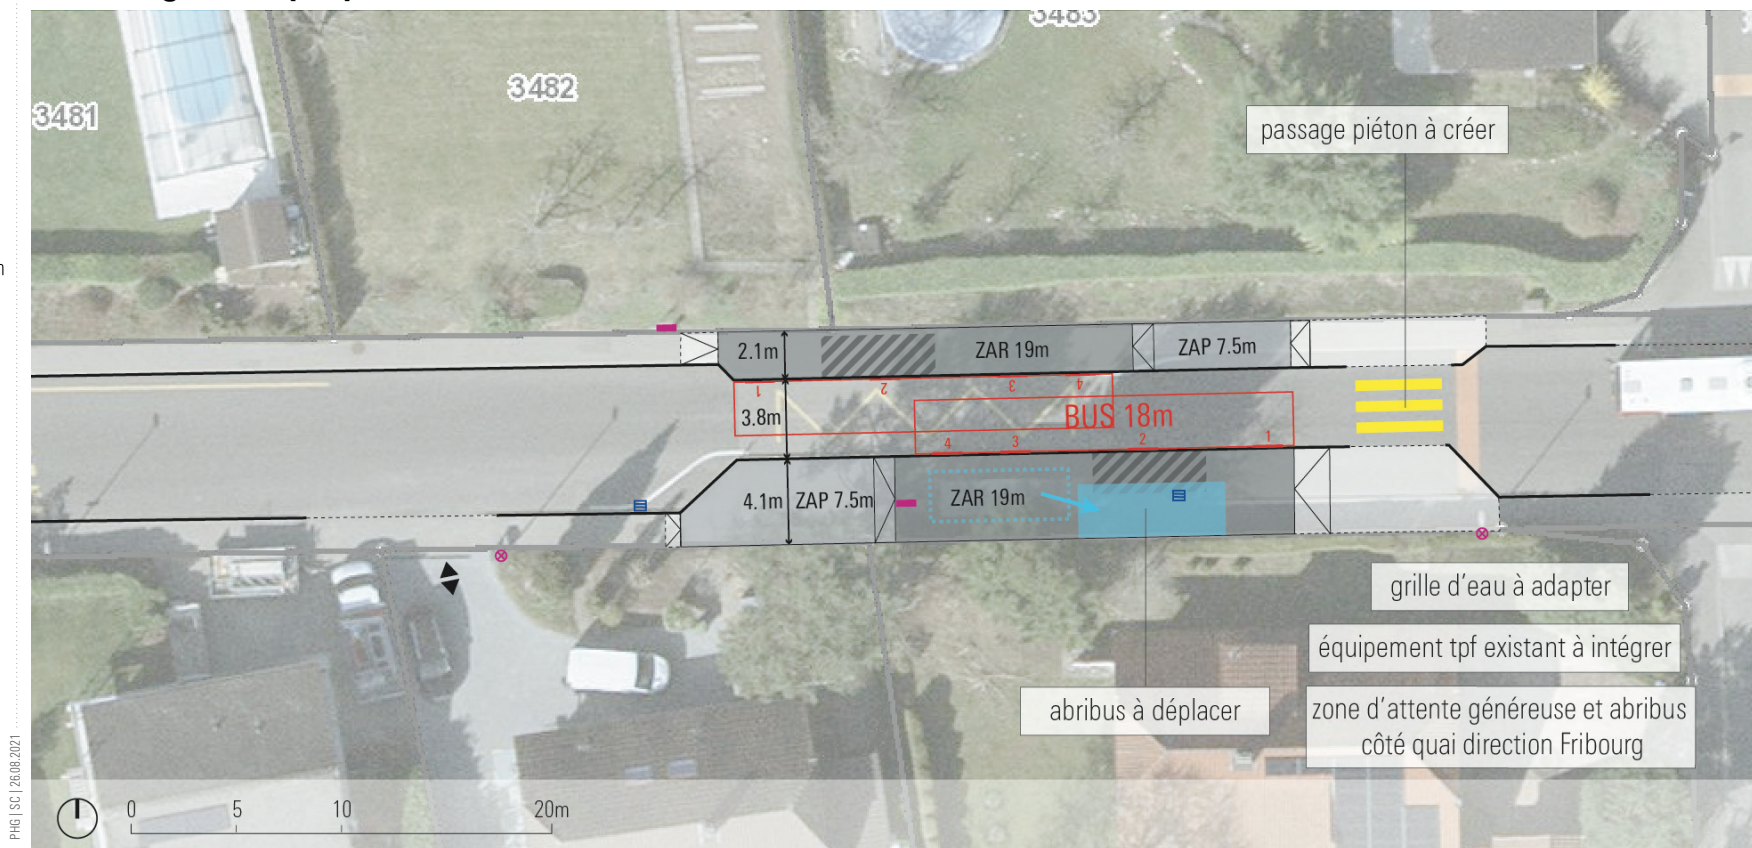 3483
3482
3481
passage piéton à créer
2.1m
ZAR 19m
ZAP 7.5m
1
2
3
4
3.8m
BUS 18m
4
3
2
1
4.1m
ZAP 7.5m
ZAR 19m
grille d'eau à adapter
équipement tpf existant à intégrer
abribus à déplacer
zone d'attente généreuse et abribus
côté quai direction Fribourg
0
5
10
20m
PHG | SC | 26.08.2021